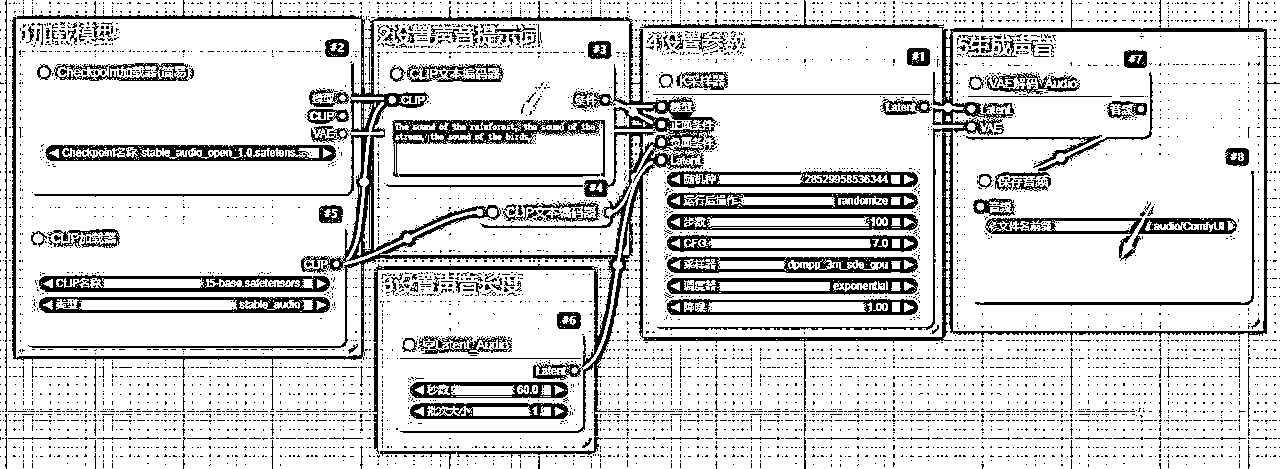 1加载模型
#2
Checkpoint加载器(简易)
模型
CLIP
VAE
Checkpoint名称 stable_audio_open_1.0.safetens...
#5
CLIP加载器
CLIP
CLIP名称 t5-base.safetensors
类型 stable_audio
2设置声音提示词
#3
CLIP文本编码器
CLIP
条件
The sound of the rainforest, the sound of the
stream, the sound of the birds,
#4
CLIP文本编码器
3设置声音长度
#6
空Latent_Audio
Latent
秒数 60.0
批次大小 1
4设置参数
#1
K采样器
模型
Latent
正面条件
负面条件
Latent
随机种 28529958536344
运行后操作 randomize
步数 100
CFG 7.0
采样器 dpmpp_3m_sde_gpu
调度器 exponential
降噪 1.00
5生成声音
#7
VAE解码_Audio
Latent
音频
VAE
#8
保存音频
音频
文件名前缀 audio/ComfyUI